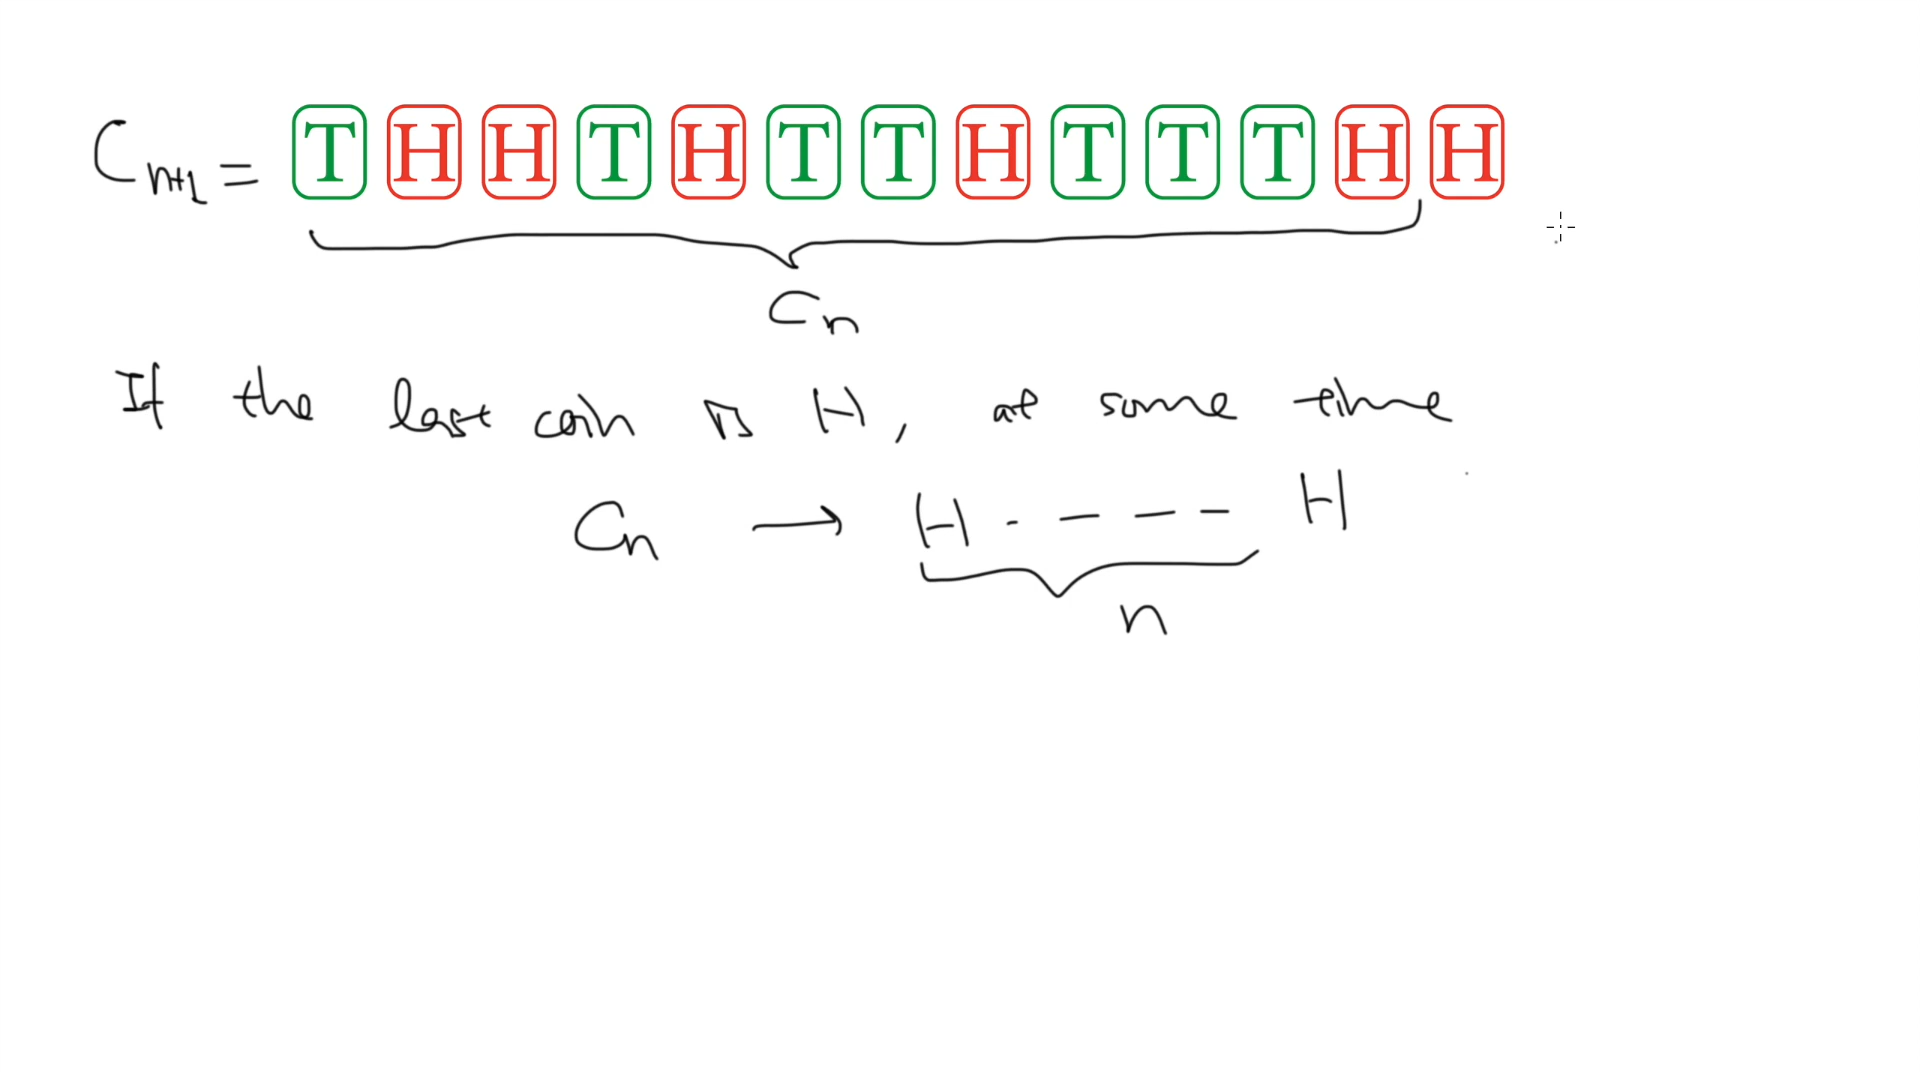 C_{n+1} = T H H T H T T H T T T H H
C_n
If the last coin is H, at some time
C_n → H - - - - H
n